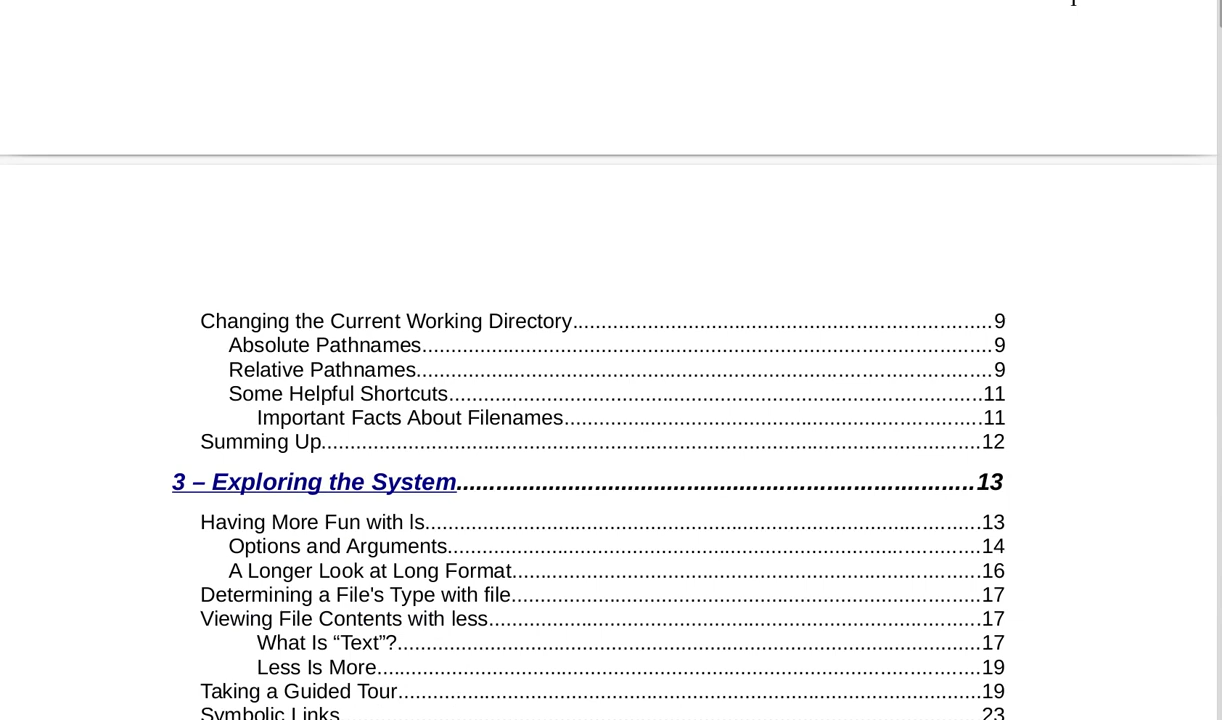 Changing the Current Working Directory..........................................................................9
Absolute Pathnames....................................................................................................9
Relative Pathnames.....................................................................................................9
Some Helpful Shortcuts..............................................................................................11
Important Facts About Filenames..........................................................................11
Summing Up....................................................................................................................12
3 – Exploring the System..................................................................13
Having More Fun with ls.................................................................................................13
Options and Arguments..............................................................................................14
A Longer Look at Long Format..................................................................................16
Determining a File's Type with file..................................................................................17
Viewing File Contents with less......................................................................................17
What Is “Text”?......................................................................................................17
Less Is More..........................................................................................................19
Taking a Guided Tour......................................................................................................19
Symbolic Links................................................................................................................23